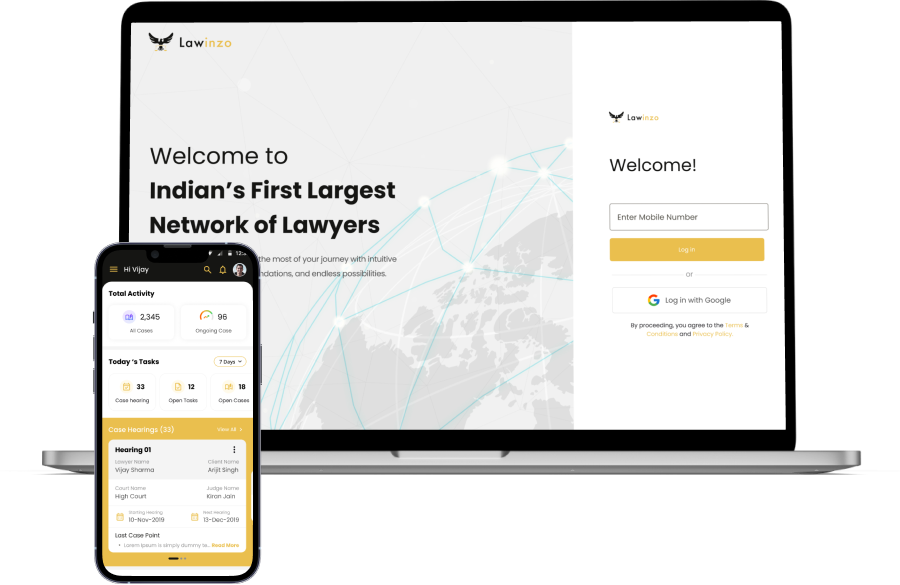 Lawinzo
Welcome to
Indian's First Largest
Network of Lawyers
the most of your journey with intuitive
ndations, and endless possibilities.
Lawinzo
Welcome!
Enter Mobile Number
Log in
or
Log in with Google
By proceeding, you agree to the Terms &
Conditions and Privacy Policy.
Hi Vijay
Total Activity
2,345
All Cases
96
Ongoing Case
Today 's Tasks
7 Days
33
Case hearing
12
Open Tasks
18
Open Cases
Case Hearings (33)
View All
Hearing 01
Lawyer Name
Client Name
Vijay Sharma
Arijit Singh
Court Name
Judge Name
High Court
Kiran Jain
Starting Hearing
Next Hearing
10-Nov-2019
13-Dec-2019
Last Case Point
• Lorem Ipsum is simply dummy te... Read More